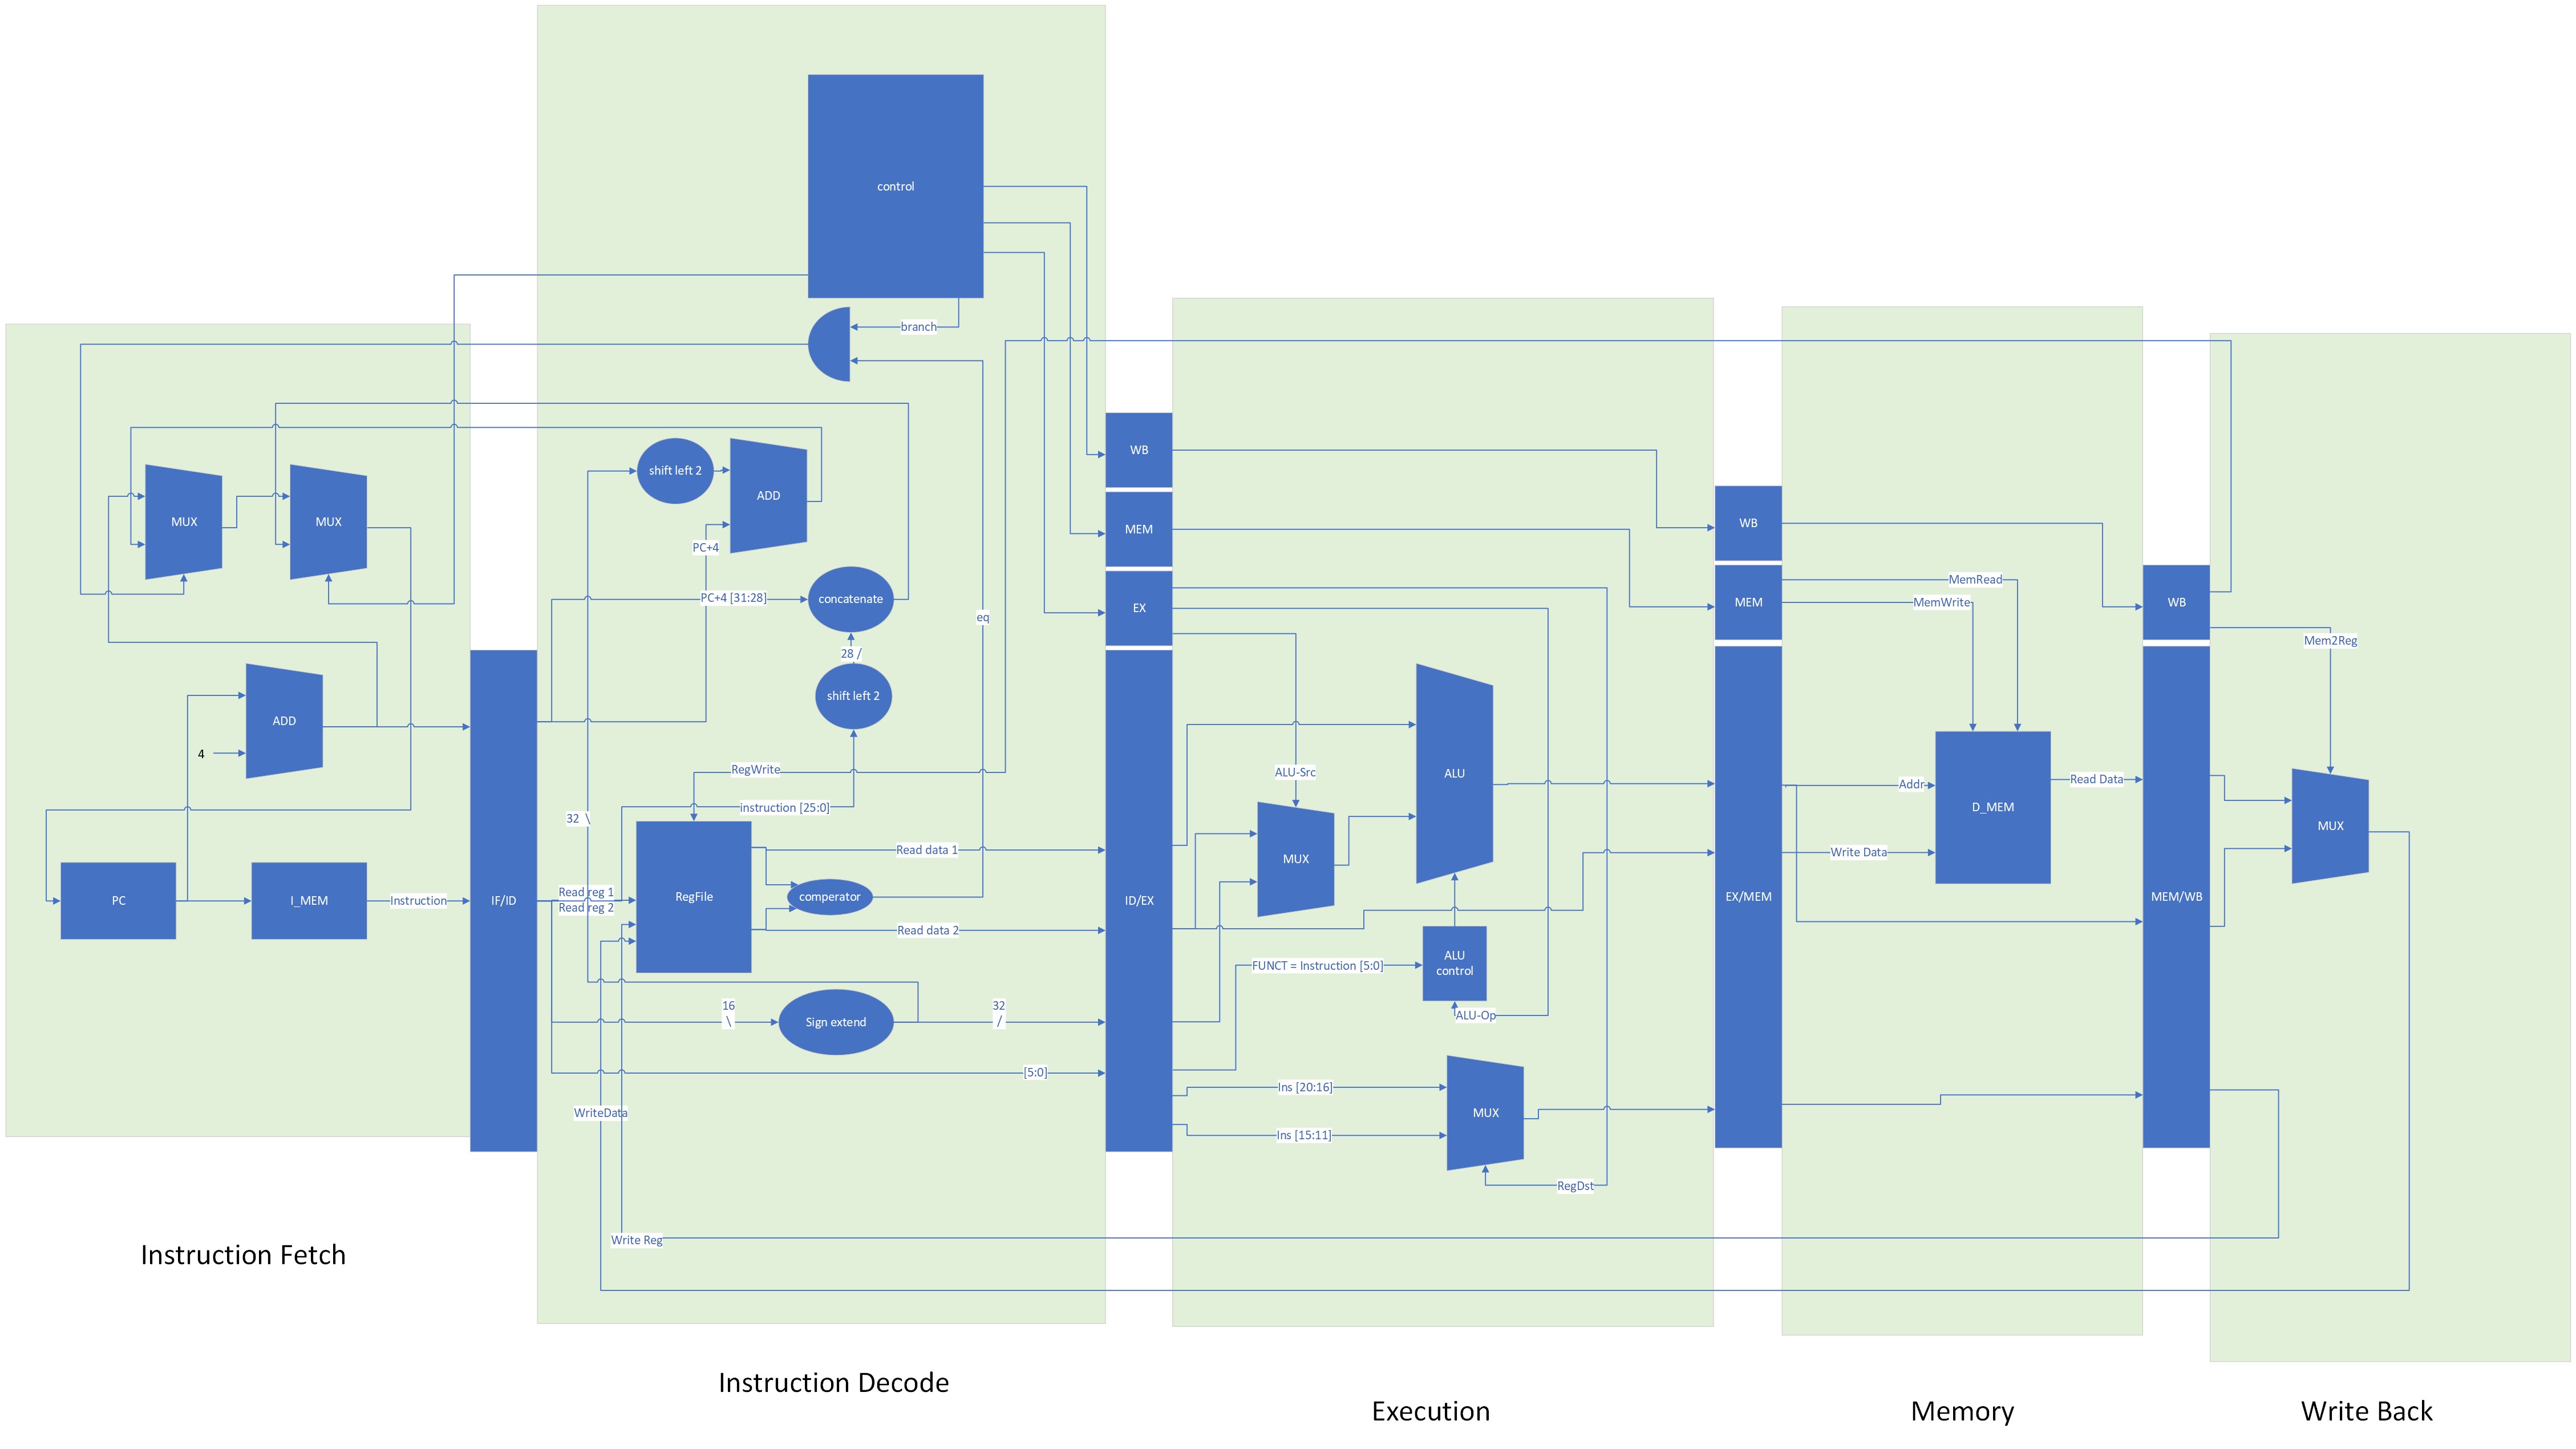 control
branch
WB
MEM
EX
WB
MEM
WB
MemRead
MemWrite
Mem2Reg
shift left 2
ADD
MUX
MUX
PC+4
PC+4 [31:28]
concatenate
eq
28 /
shift left 2
ADD
4
RegWrite
instruction [25:0]
32 \
ALU-Src
ALU
Addr
D_MEM
Read Data
MUX
MUX
Read data 1
Write Data
PC
I_MEM
Instruction
IF/ID
Read reg 1
Read reg 2
RegFile
comperator
ID/EX
EX/MEM
MEM/WB
Read data 2
ALU
control
FUNCT = Instruction [5:0]
16
\
Sign extend
32
/
ALU-Op
[5:0]
Ins [20:16]
WriteData
MUX
Ins [15:11]
RegDst
Write Reg
Instruction Fetch
Instruction Decode
Execution
Memory
Write Back